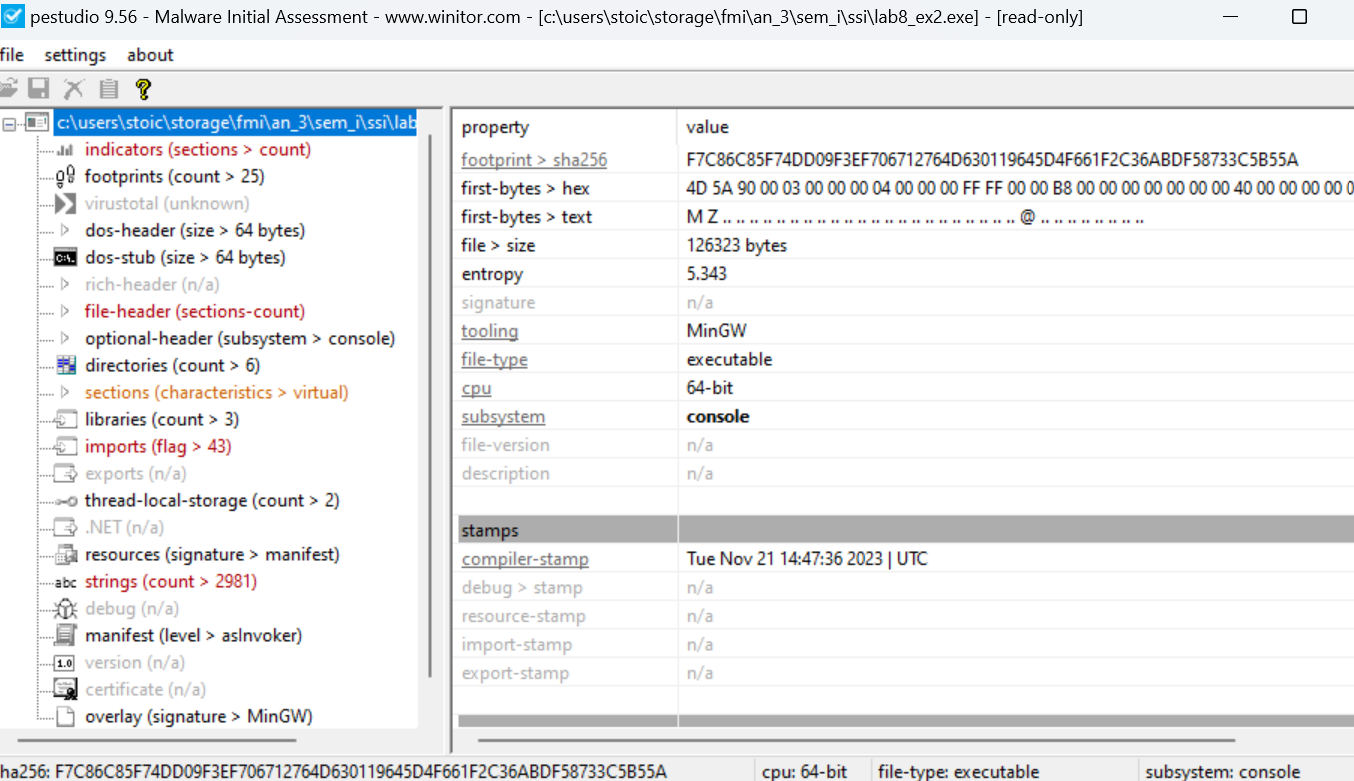 pestudio 9.56 - Malware Initial Assessment - www.winitor.com - [c:\users\stoic\storage\fmi\an_3\sem_i\ssi\lab8_ex2.exe] - [read-only]
file settings about
c:\users\stoic\storage\fmi\an_3\sem_i\ssi\lab
indicators (sections > count)
footprints (count > 25)
virustotal (unknown)
dos-header (size > 64 bytes)
dos-stub (size > 64 bytes)
rich-header (n/a)
file-header (sections-count)
optional-header (subsystem > console)
directories (count > 6)
sections (characteristics > virtual)
libraries (count > 3)
imports (flag > 43)
exports (n/a)
thread-local-storage (count > 2)
.NET (n/a)
resources (signature > manifest)
abc strings (count > 2981)
debug (n/a)
manifest (level > asInvoker)
1.0 version (n/a)
certificate (n/a)
overlay (signature > MinGW)
property value
footprint > sha256 F7C86C85F74DD09F3EF706712764D630119645D4F661F2C36ABDF58733C5B55A
first-bytes > hex 4D 5A 90 00 03 00 00 00 04 00 00 00 FF FF 00 00 B8 00 00 00 00 00 00 00 40 00 00 00 00 0
first-bytes > text M Z .. .. .. .. .. .. .. .. .. .. .. .. .. .. .. .. .. .. .. .. .. .. @ .. .. .. .. .. .. .. ..
file > size 126323 bytes
entropy 5.343
signature n/a
tooling MinGW
file-type executable
cpu 64-bit
subsystem console
file-version n/a
description n/a
stamps
compiler-stamp Tue Nov 21 14:47:36 2023 | UTC
debug > stamp n/a
resource-stamp n/a
import-stamp n/a
export-stamp n/a
ha256: F7C86C85F74DD09F3EF706712764D630119645D4F661F2C36ABDF58733C5B55A cpu: 64-bit file-type: executable subsystem: console